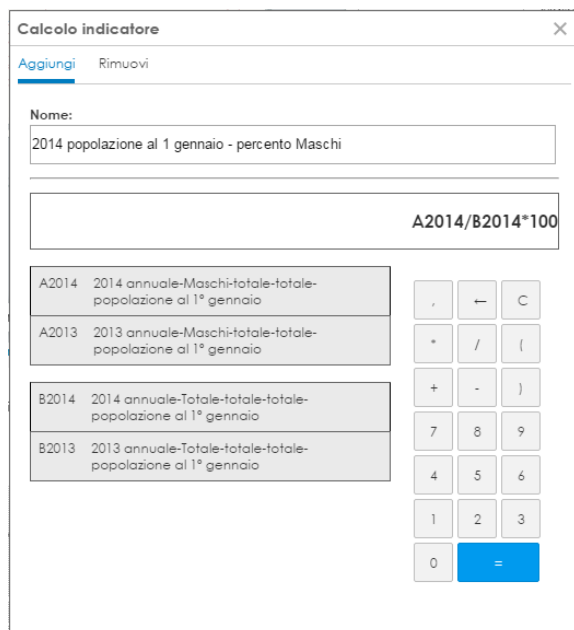 Calcolo indicatore
Aggiungi Rimuovi
Nome:
2014 popolazione al 1 gennaio - percento Maschi
A2014/B2014*100
A2014 2014 annuale-Maschi-totale-totale-
popolazione al 1° gennaio
A2013 2013 annuale-Maschi-totale-totale-
popolazione al 1° gennaio
B2014 2014 annuale-Totale-totale-totale-
popolazione al 1° gennaio
B2013 2013 annuale-Totale-totale-totale-
popolazione al 1° gennaio
, ← C
* / (
+ - )
7 8 9
4 5 6
1 2 3
0 =